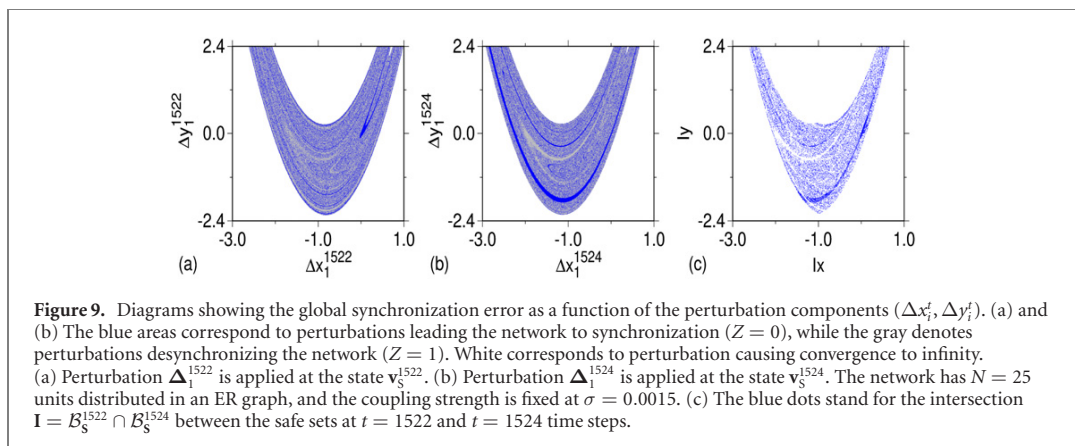 2.4
0.0
-2.4
-3.0 -1.0 1.0
Δy₁¹⁵²²
(a) Δx₁¹⁵²²
2.4
0.0
-2.4
-3.0 -1.0 1.0
Δy₁¹⁵²⁴
(b) Δx₁¹⁵²⁴
2.4
0.0
-2.4
-3.0 -1.0 1.0
Iy
(c) Ix
Figure 9. Diagrams showing the global synchronization error as a function of the perturbation components (Δxᵢᵗ, Δyᵢᵗ). (a) and
(b) The blue areas correspond to perturbations leading the network to synchronization (Z = 0), while the gray denotes
perturbations desynchronizing the network (Z = 1). White corresponds to perturbation causing convergence to infinity.
(a) Perturbation Δ₁¹⁵²² is applied at the state v_S¹⁵²². (b) Perturbation Δ₁¹⁵²⁴ is applied at the state v_S¹⁵²⁴. The network has N = 25
units distributed in an ER graph, and the coupling strength is fixed at σ = 0.0015. (c) The blue dots stand for the intersection
I = ℬ_S¹⁵²² ∩ ℬ_S¹⁵²⁴ between the safe sets at t = 1522 and t = 1524 time steps.